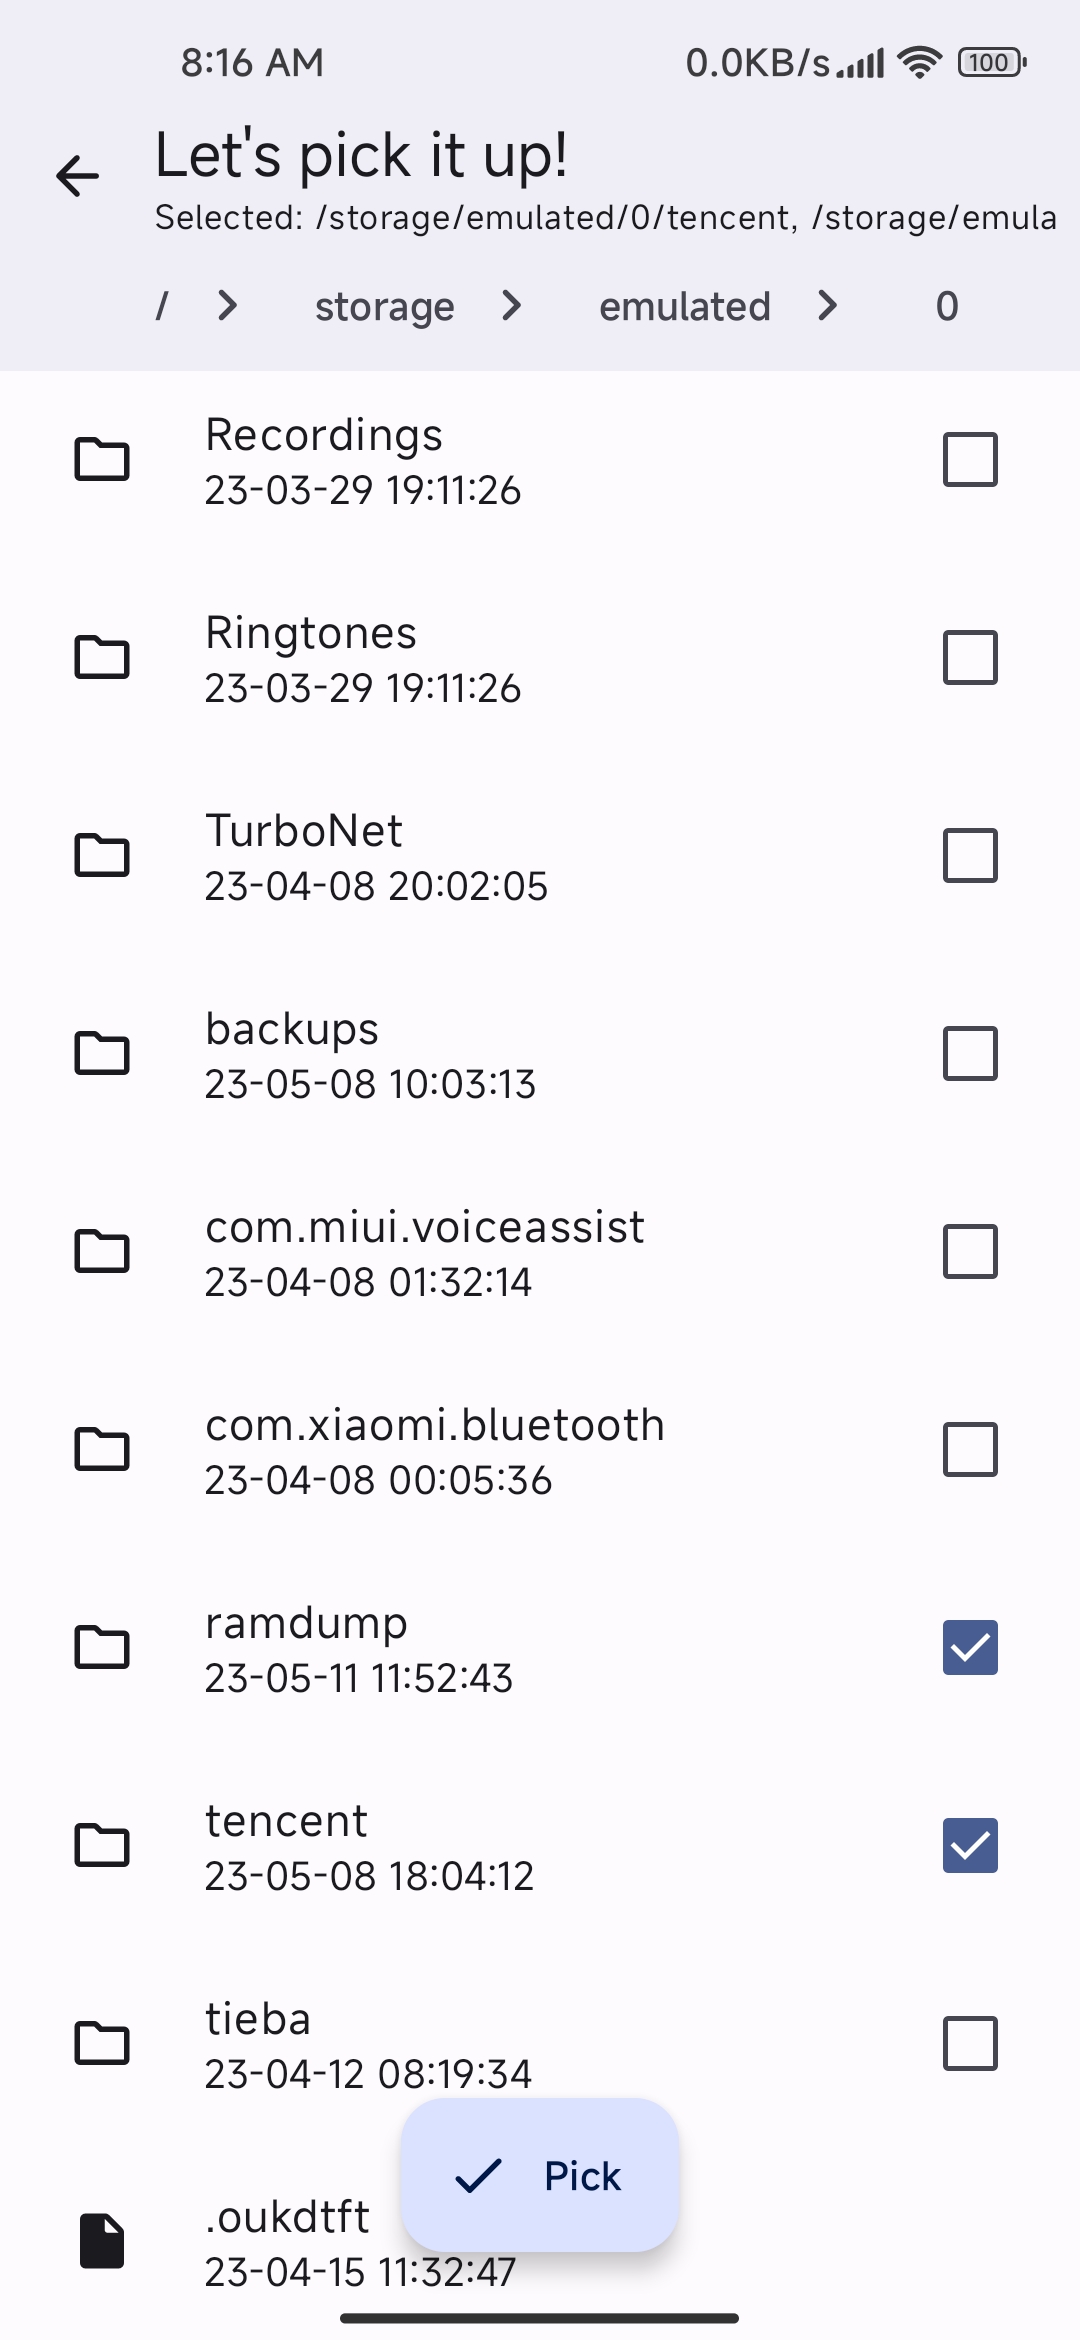 8:16 AM 0.0KB/s 100
Let's pick it up!
Selected: /storage/emulated/0/tencent, /storage/emula
/ storage emulated 0
Recordings
23-03-29 19:11:26
Ringtones
23-03-29 19:11:26
TurboNet
23-04-08 20:02:05
backups
23-05-08 10:03:13
com.miui.voiceassist
23-04-08 01:32:14
com.xiaomi.bluetooth
23-04-08 00:05:36
ramdump
23-05-11 11:52:43
tencent
23-05-08 18:04:12
tieba
23-04-12 08:19:34
Pick
.oukdtft
23-04-15 11:32:47